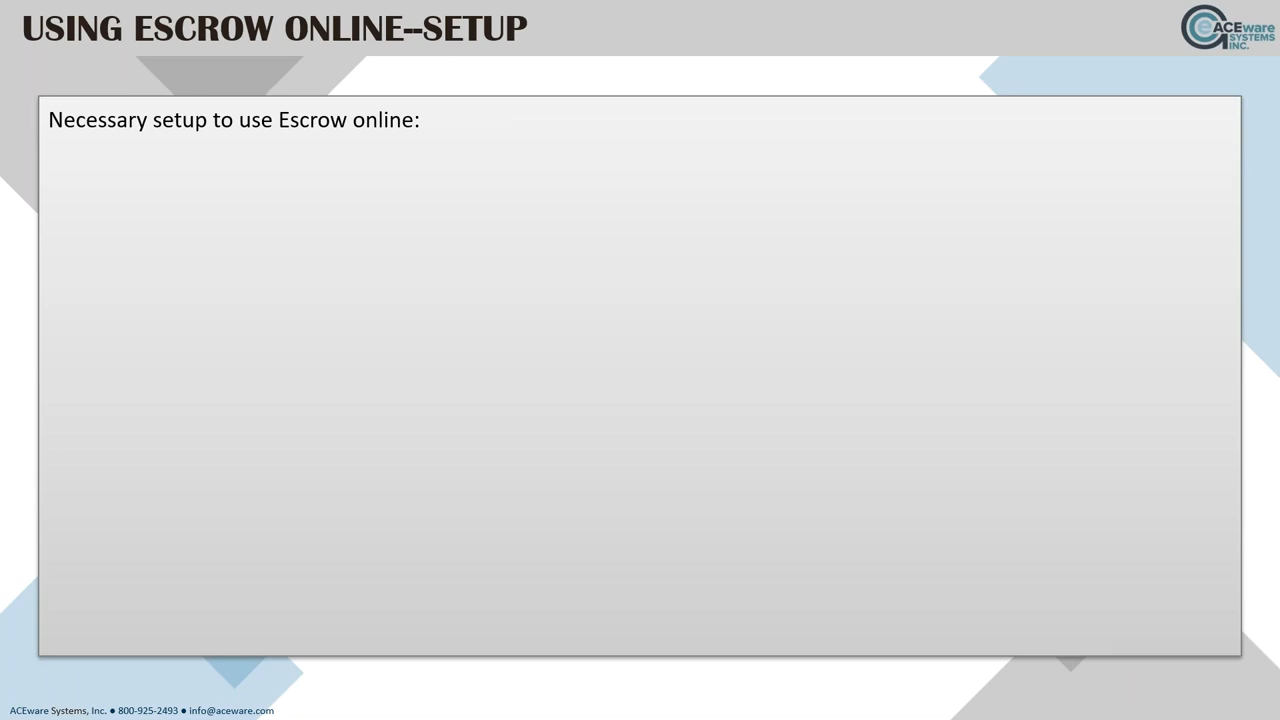 USING ESCROW ONLINE--SETUP
eACEware
SYSTEMS
INC.
Necessary setup to use Escrow online:
ACEware Systems, Inc. ● 800-925-2493 ● info@aceware.com